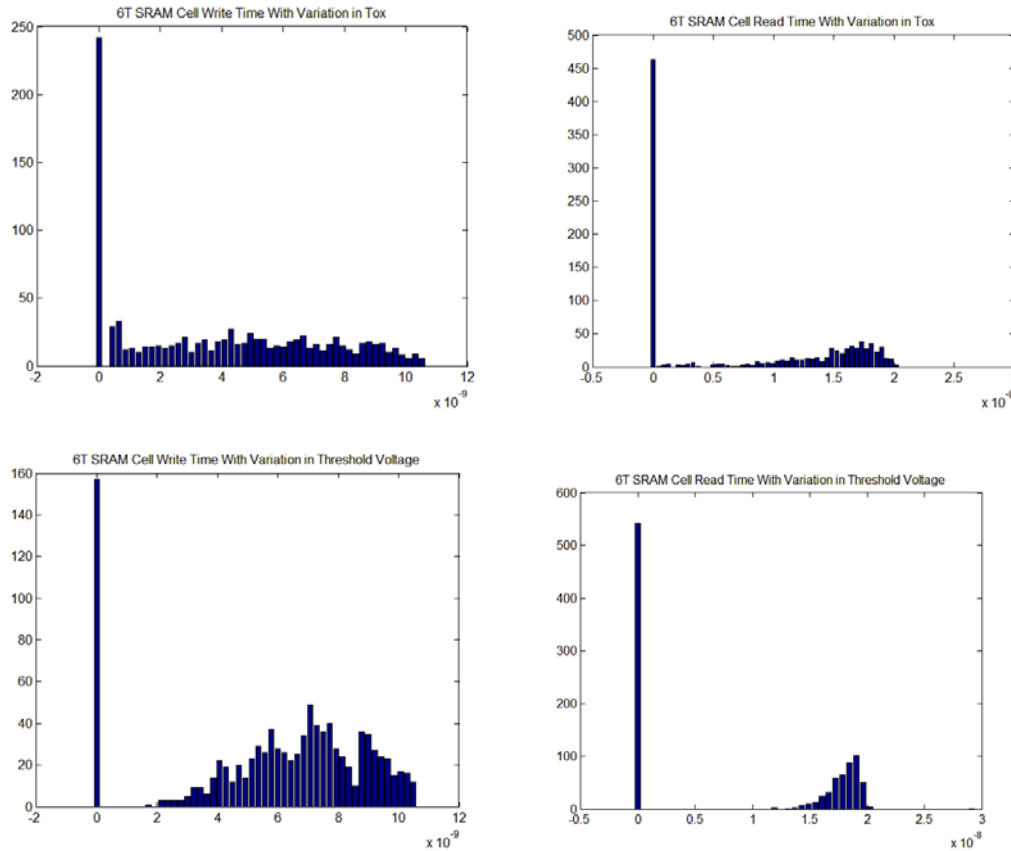 6T SRAM Cell Write Time With Variation in Tox
250
200
150
100
50
0
-2 0 2 4 6 8 10 12
x 10^-9
6T SRAM Cell Read Time With Variation in Tox
500
450
400
350
300
250
200
150
100
50
0
-0.5 0 0.5 1 1.5 2 2.5
x 10
6T SRAM Cell Write Time With Variation in Threshold Voltage
160
140
120
100
80
60
40
20
0
-2 0 2 4 6 8 10 12
x 10^-9
6T SRAM Cell Read Time With Variation in Threshold Voltage
600
500
400
300
200
100
0
-0.5 0 0.5 1 1.5 2 2.5 3
x 10^-8